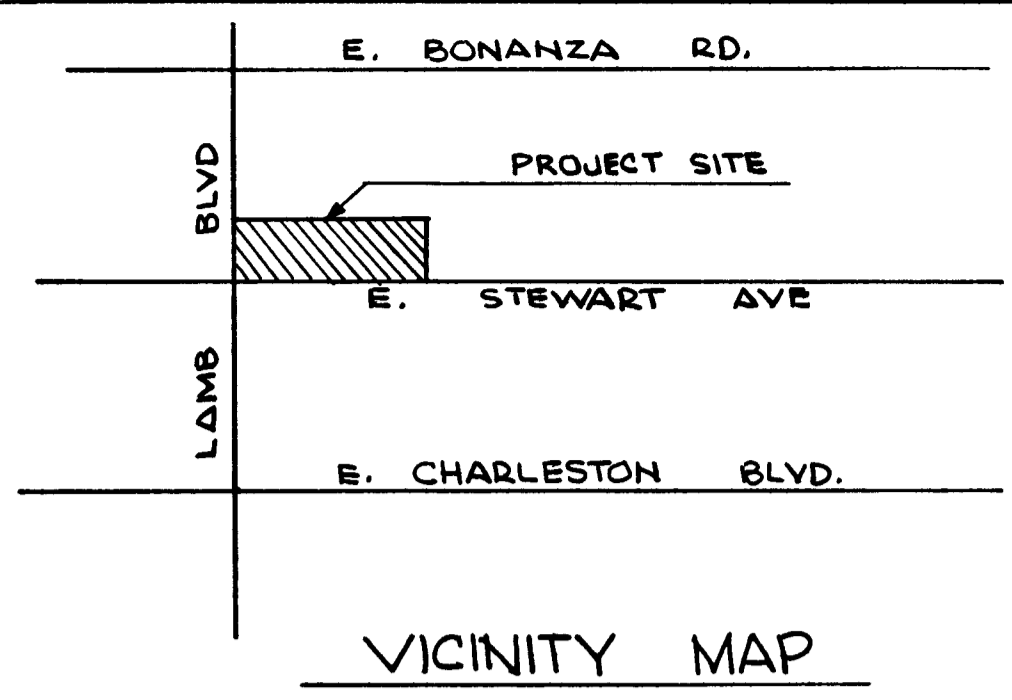 E. BONANZA RD.
PROJECT SITE
LAMB BLVD
E. STEWART AVE
E. CHARLESTON BLVD.
VICINITY MAP